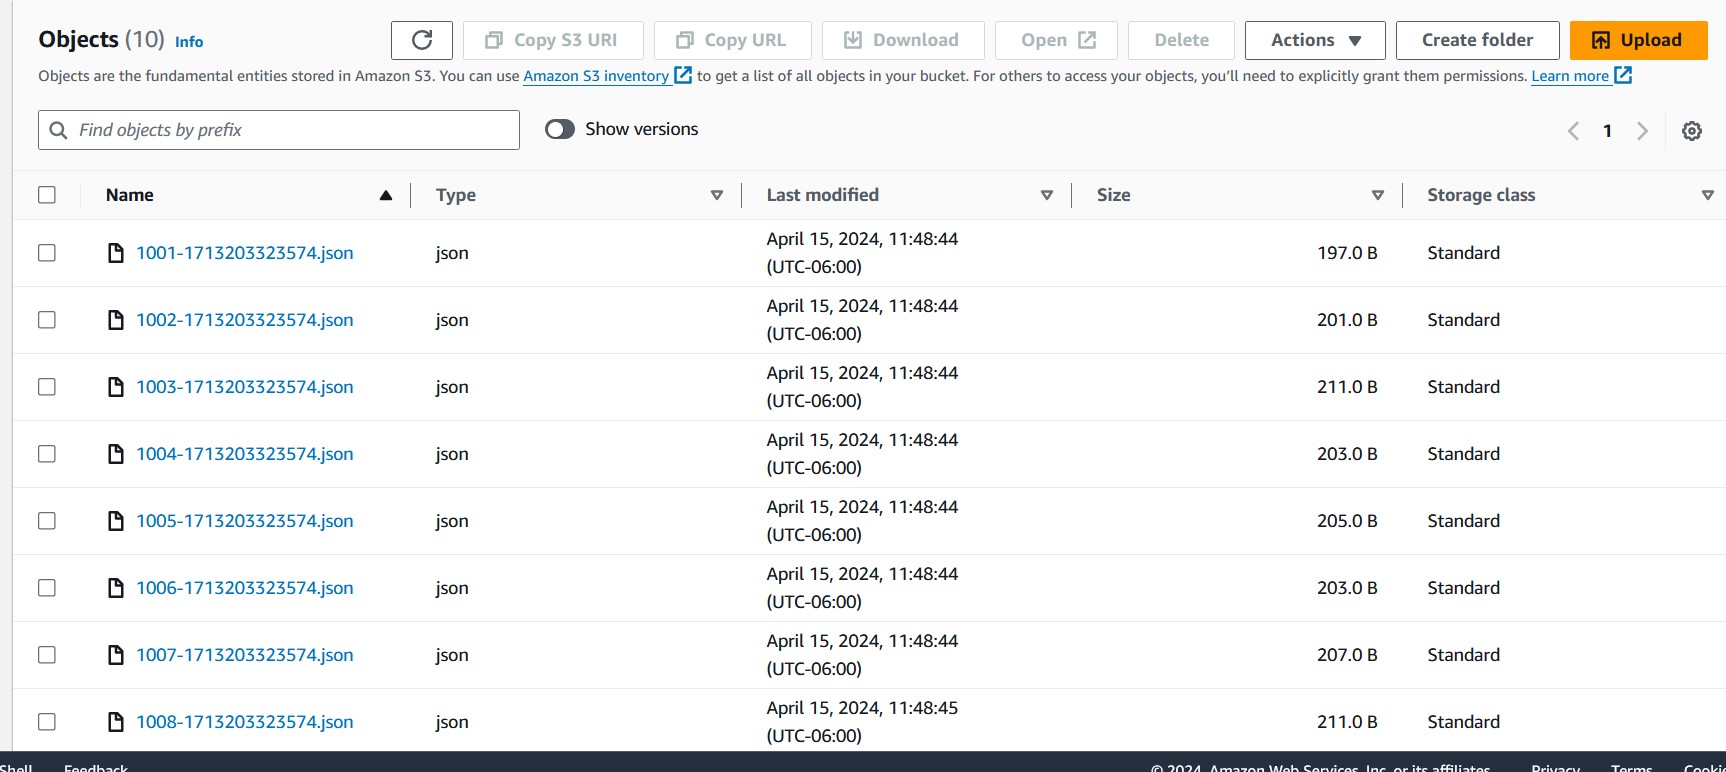 Objects (10) Info
Copy S3 URI
Copy URL
Download
Open
Delete
Actions
Create folder
Upload
Objects are the fundamental entities stored in Amazon S3. You can use Amazon S3 inventory to get a list of all objects in your bucket. For others to access your objects, you'll need to explicitly grant them permissions. Learn more
Find objects by prefix
Show versions
1
Name Type Last modified Size Storage class
1001-1713203323574.json json April 15, 2024, 11:48:44 (UTC-06:00) 197.0 B Standard
1002-1713203323574.json json April 15, 2024, 11:48:44 (UTC-06:00) 201.0 B Standard
1003-1713203323574.json json April 15, 2024, 11:48:44 (UTC-06:00) 211.0 B Standard
1004-1713203323574.json json April 15, 2024, 11:48:44 (UTC-06:00) 203.0 B Standard
1005-1713203323574.json json April 15, 2024, 11:48:44 (UTC-06:00) 205.0 B Standard
1006-1713203323574.json json April 15, 2024, 11:48:44 (UTC-06:00) 203.0 B Standard
1007-1713203323574.json json April 15, 2024, 11:48:44 (UTC-06:00) 207.0 B Standard
1008-1713203323574.json json April 15, 2024, 11:48:45 (UTC-06:00) 211.0 B Standard
Shell Feedback © 2024, Amazon Web Services, Inc. or its affiliates. Privacy Terms Cooki